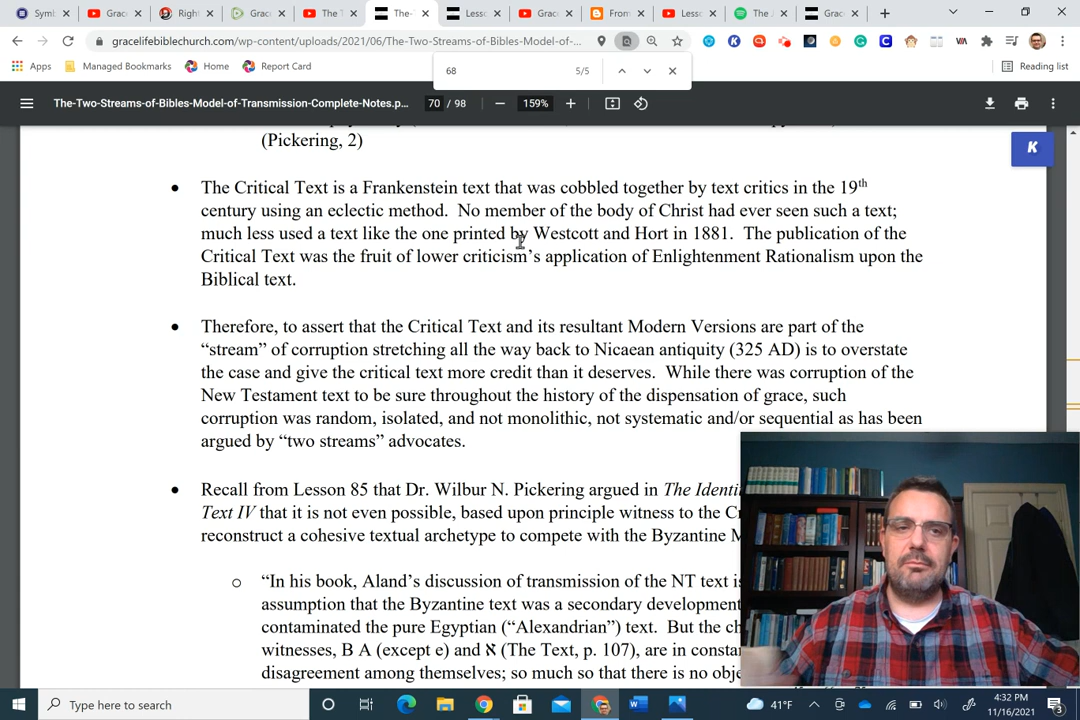 Symb
Grac
Right
Grac
The T
The-
Lesso
Grac
From
Lesso
The J
Grac
gracelifebiblechurch.com/wp-content/uploads/2021/06/The-Two-Streams-of-Bibles-Model-of-...
Apps
Managed Bookmarks
Home
Report Card
Reading list
68
5/5
The-Two-Streams-of-Bibles-Model-of-Transmission-Complete-Notes.p...
70 / 98
159%
K
(Pickering, 2)
• The Critical Text is a Frankenstein text that was cobbled together by text critics in the 19th
century using an eclectic method. No member of the body of Christ had ever seen such a text;
much less used a text like the one printed by Westcott and Hort in 1881. The publication of the
Critical Text was the fruit of lower criticism's application of Enlightenment Rationalism upon the
Biblical text.
• Therefore, to assert that the Critical Text and its resultant Modern Versions are part of the
“stream” of corruption stretching all the way back to Nicaean antiquity (325 AD) is to overstate
the case and give the critical text more credit than it deserves. While there was corruption of the
New Testament text to be sure throughout the history of the dispensation of grace, such
corruption was random, isolated, and not monolithic, not systematic and/or sequential as has been
argued by “two streams” advocates.
• Recall from Lesson 85 that Dr. Wilbur N. Pickering argued in The Identi
Text IV that it is not even possible, based upon principle witness to the C
reconstruct a cohesive textual archetype to compete with the Byzantine M
o “In his book, Aland's discussion of transmission of the NT text is
assumption that the Byzantine text was a secondary development
contaminated the pure Egyptian (“Alexandrian”) text. But the ch
witnesses, B A (except e) and א (The Text, p. 107), are in consta
disagreement among themselves; so much so that there is no obje
Type here to search
41°F
4:32 PM
11/16/2021
3